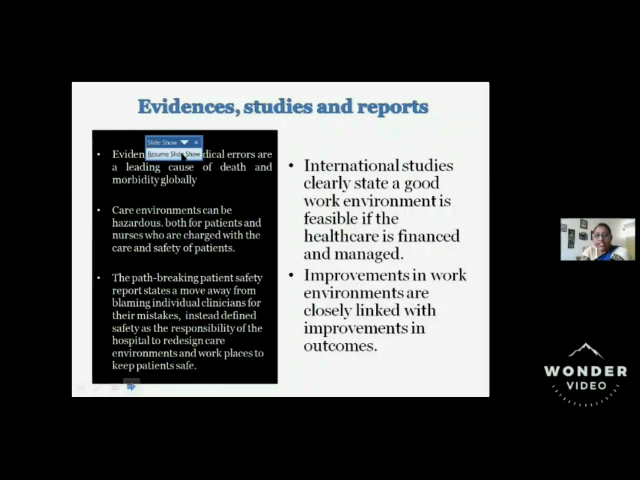 Evidences, studies and reports
Slide Show
Resume Slide Show
Eviden dical errors are
a leading cause of death and
morbidity globally
Care environments can be
hazardous. both for patients and
nurses who are charged with the
care and safety of patients.
The path-breaking patient safety
report states a move away from
blaming individual clinicians for
their mistakes, instead defined
safety as the responsibility of the
hospital to redesign care
environments and work places to
keep patients safe.
• International studies
clearly state a good
work environment is
feasible if the
healthcare is financed
and managed.
• Improvements in work
environments are
closely linked with
improvements in
outcomes.
WONDER
VIDEO